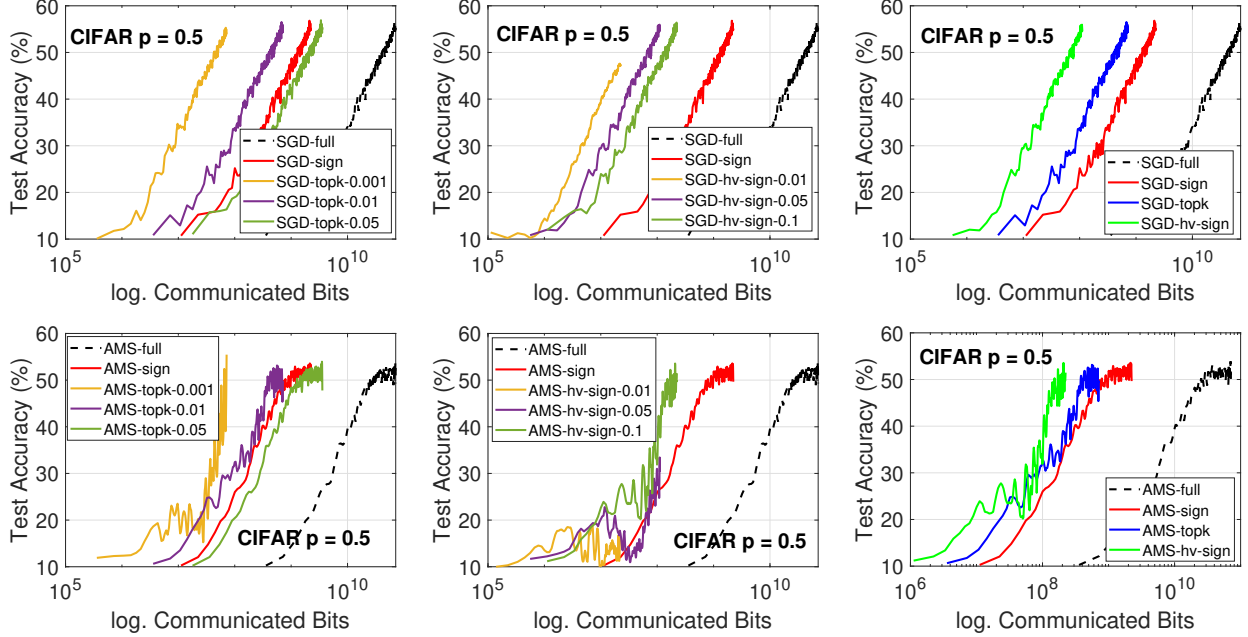 CIFAR p = 0.5
Test Accuracy (%)
60
50
40
30
20
10
SGD-full
SGD-sign
SGD-topk-0.001
SGD-topk-0.01
SGD-topk-0.05
10^5
10^10
log. Communicated Bits
CIFAR p = 0.5
Test Accuracy (%)
60
50
40
30
20
10
SGD-full
SGD-sign
SGD-hv-sign-0.01
SGD-hv-sign-0.05
SGD-hv-sign-0.1
10^5
10^10
log. Communicated Bits
CIFAR p = 0.5
Test Accuracy (%)
60
50
40
30
20
10
SGD-full
SGD-sign
SGD-topk
SGD-hv-sign
10^6
10^8
10^10
log. Communicated Bits
Test Accuracy (%)
60
50
40
30
20
10
AMS-full
AMS-sign
AMS-topk-0.001
AMS-topk-0.01
AMS-topk-0.05
CIFAR p = 0.5
10^5
10^10
log. Communicated Bits
Test Accuracy (%)
60
50
40
30
20
10
AMS-full
AMS-sign
AMS-hv-sign-0.01
AMS-hv-sign-0.05
AMS-hv-sign-0.1
CIFAR p = 0.5
10^5
10^10
log. Communicated Bits
CIFAR p = 0.5
Test Accuracy (%)
60
50
40
30
20
10
AMS-full
AMS-sign
AMS-topk
AMS-hv-sign
10^6
10^8
10^10
log. Communicated Bits